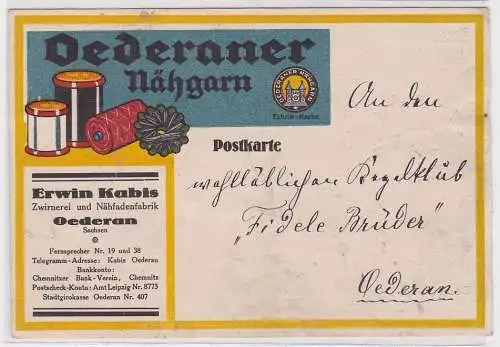 Oederaner
Nähgarn
OEDERANER NÄHGARN
Fabrik-Marke.
Postkarte
An den
wohllöblichen Kegelklub
„Fidele Brüder"
Oederan.
Erwin Kabis
Zwirnerei und Nähfadenfabrik
Oederan
Sachsen
Fernsprecher Nr. 19 und 38
Telegramm-Adresse: Kabis Oederan
Bankkonto:
Chemnitzer Bank-Verein, Chemnitz
Postscheck-Konto: Amt Leipzig Nr. 8773
Stadtgirokasse Oederan Nr. 407